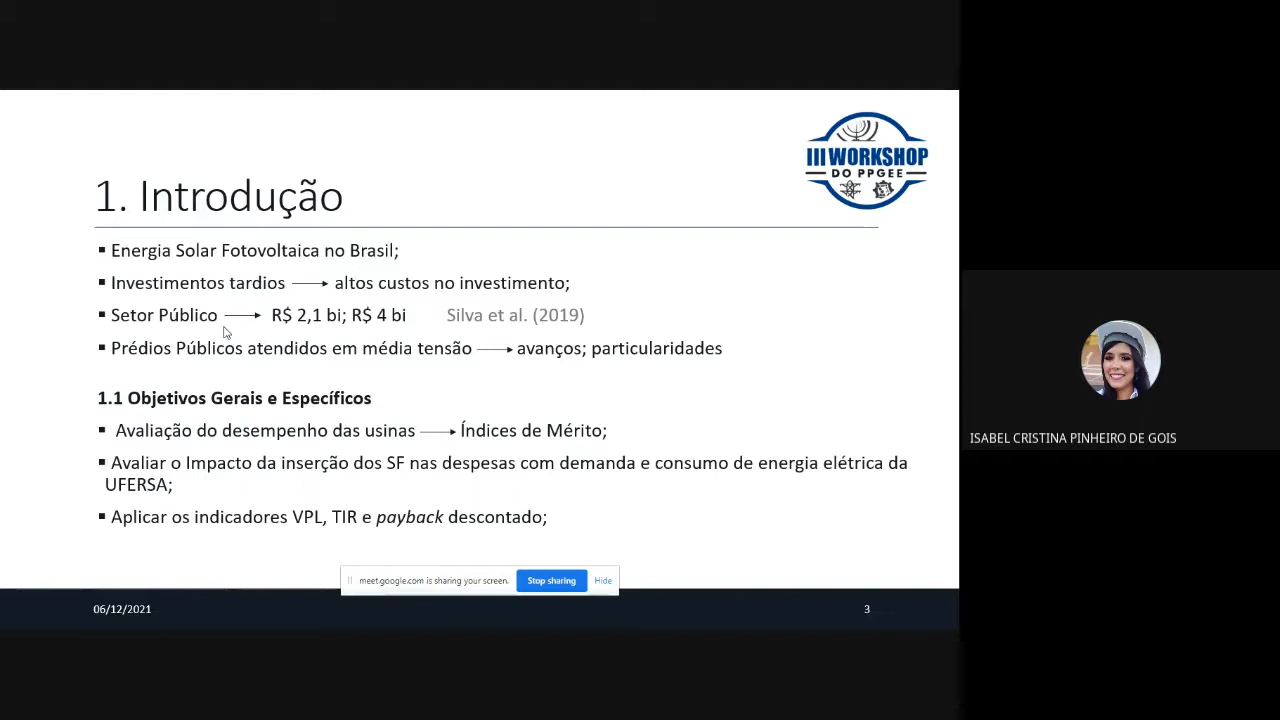 III WORKSHOP
DO PPGEE
1. Introdução
▪ Energia Solar Fotovoltaica no Brasil;
▪ Investimentos tardios → altos custos no investimento;
▪ Setor Público → R$ 2,1 bi; R$ 4 bi Silva et al. (2019)
▪ Prédios Públicos atendidos em média tensão → avanços; particularidades
1.1 Objetivos Gerais e Específicos
▪ Avaliação do desempenho das usinas → Índices de Mérito;
▪ Avaliar o Impacto da inserção dos SF nas despesas com demanda e consumo de energia elétrica da
UFERSA;
▪ Aplicar os indicadores VPL, TIR e payback descontado;
meet.google.com is sharing your screen. Stop sharing Hide
06/12/2021 3
ISABEL CRISTINA PINHEIRO DE GOIS